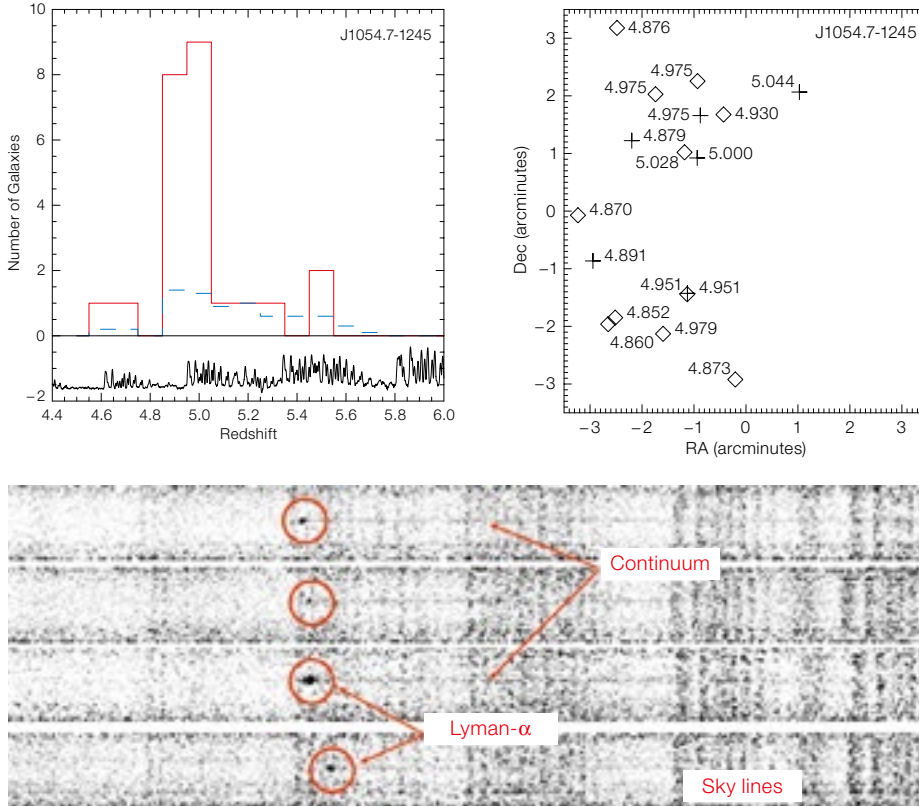 J1054.7-1245
Number of Galaxies
10
8
6
4
2
0
−2
4.4 4.6 4.8 5.0 5.2 5.4 5.6 5.8 6.0
Redshift
J1054.7-1245
Dec (arcminutes)
3
2
1
0
−1
−2
−3
4.876
4.975
5.044
4.975
4.975
4.930
4.879
5.028
5.000
4.870
4.891
4.951
4.951
4.852
4.860
4.979
4.873
−3 −2 −1 0 1 2 3
RA (arcminutes)
Continuum
Lyman-α
Sky lines